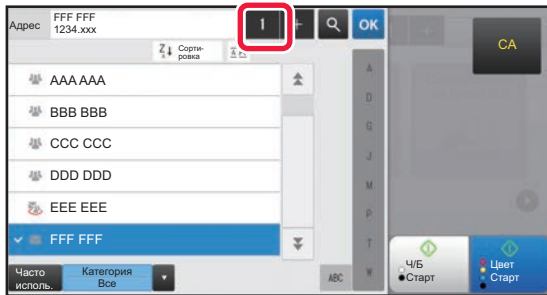 Адрес
FFF FFF
1234.xxx
1
+
OK
CA
Z
Сорти-
ровка
AAA AAA
BBB BBB
CCC CCC
DDD DDD
EEE EEE
FFF FFF
A
D
G
J
M
P
T
W
Часто
исполь.
Категория
Все
ABC
Ч/Б
Старт
Цвет
Старт